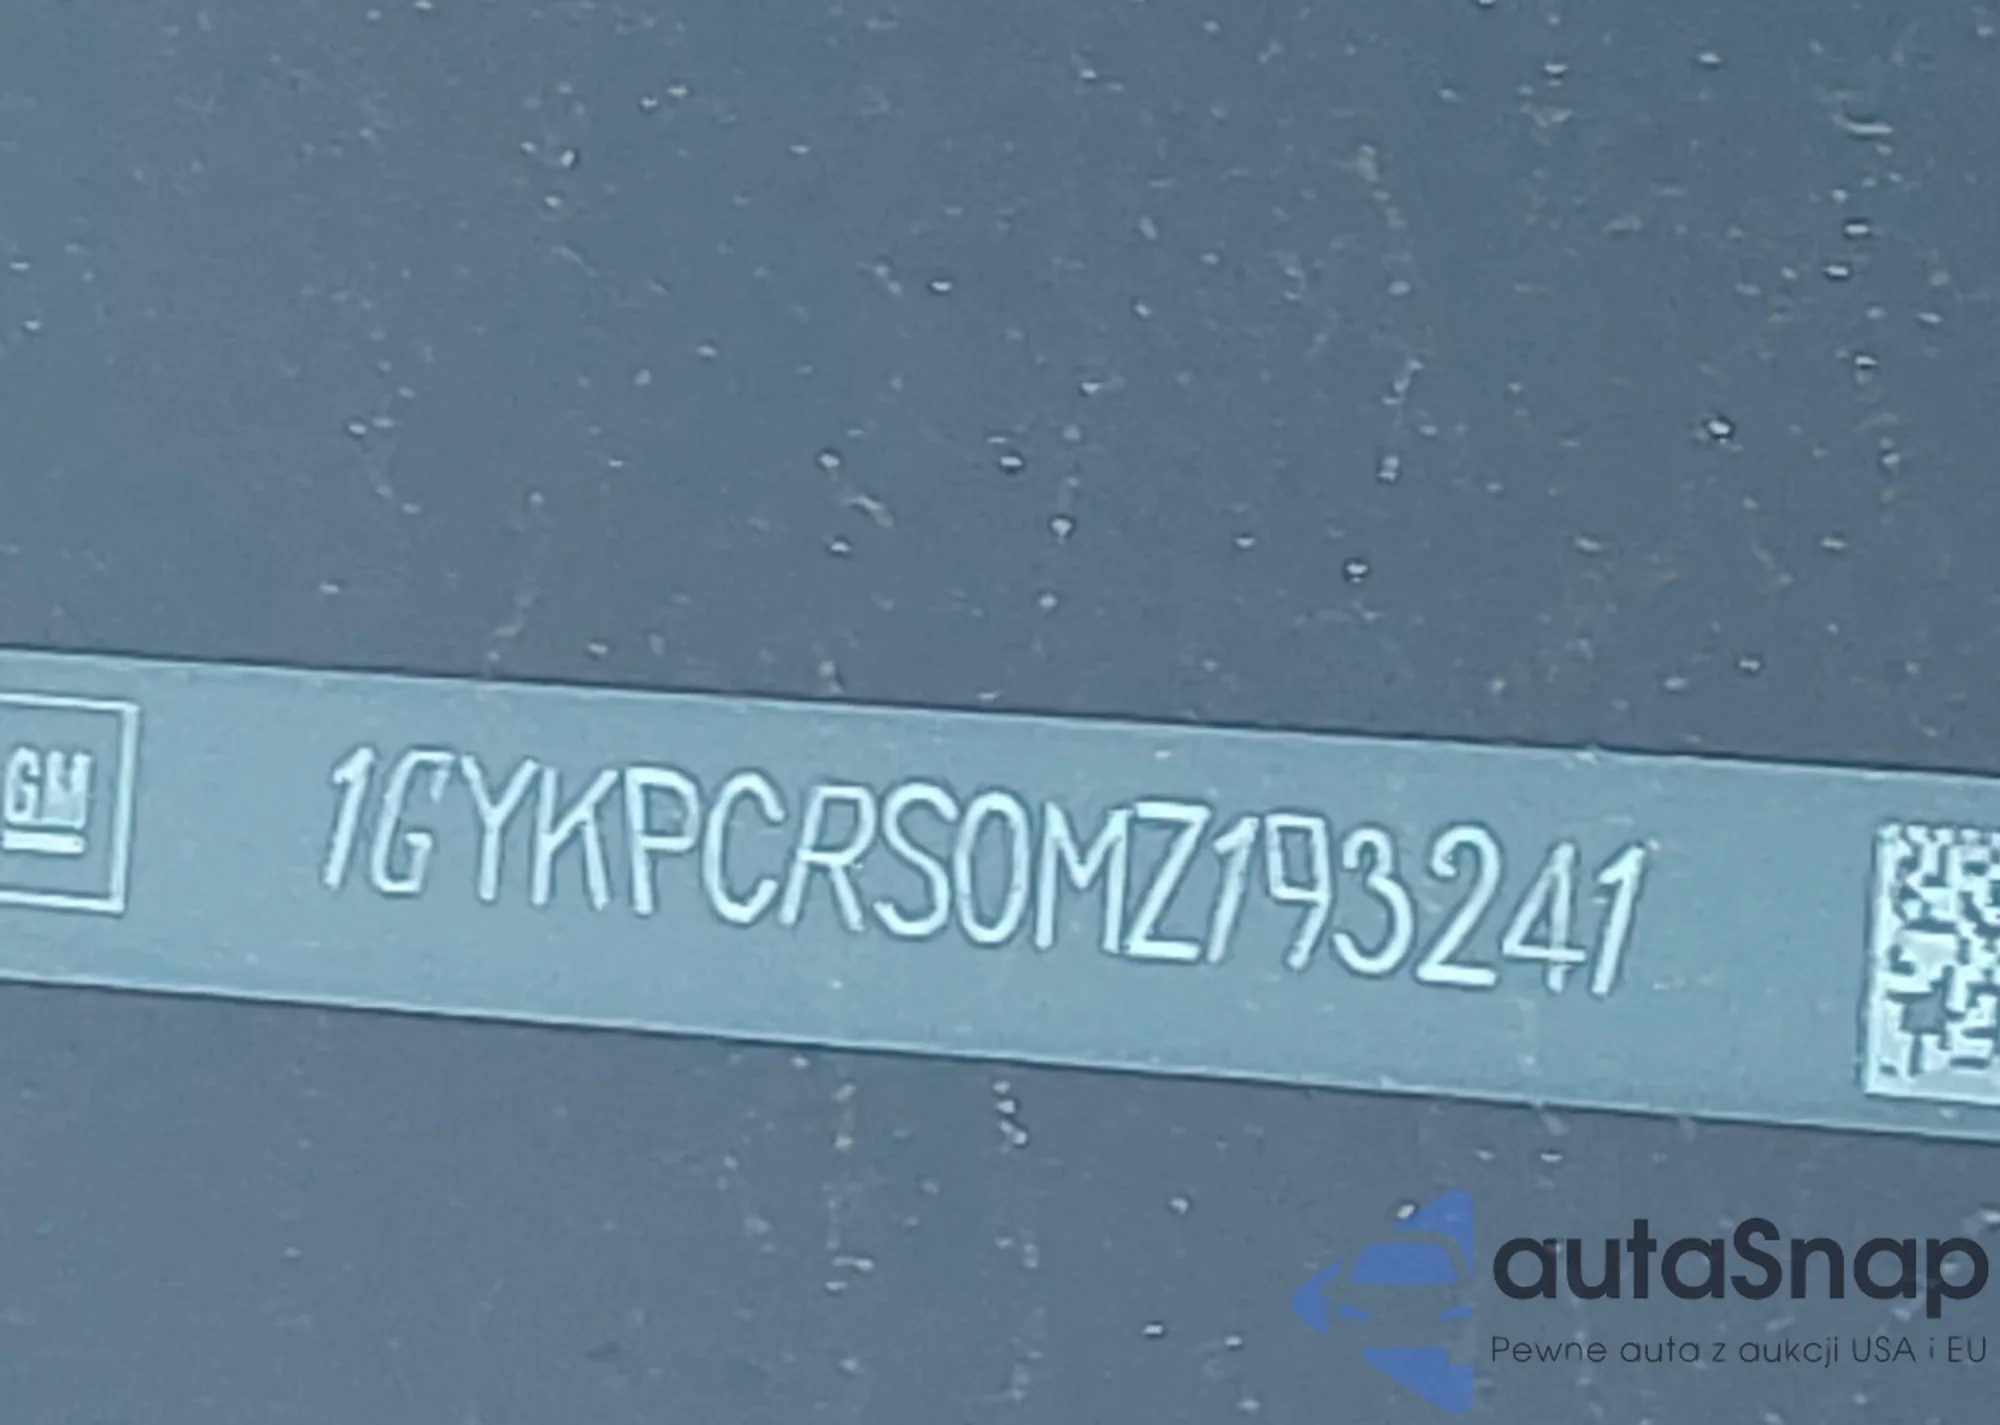 GM
1GYKPCRS0MZ193241
autaSnap
Pewne auta z aukcji USA i EU